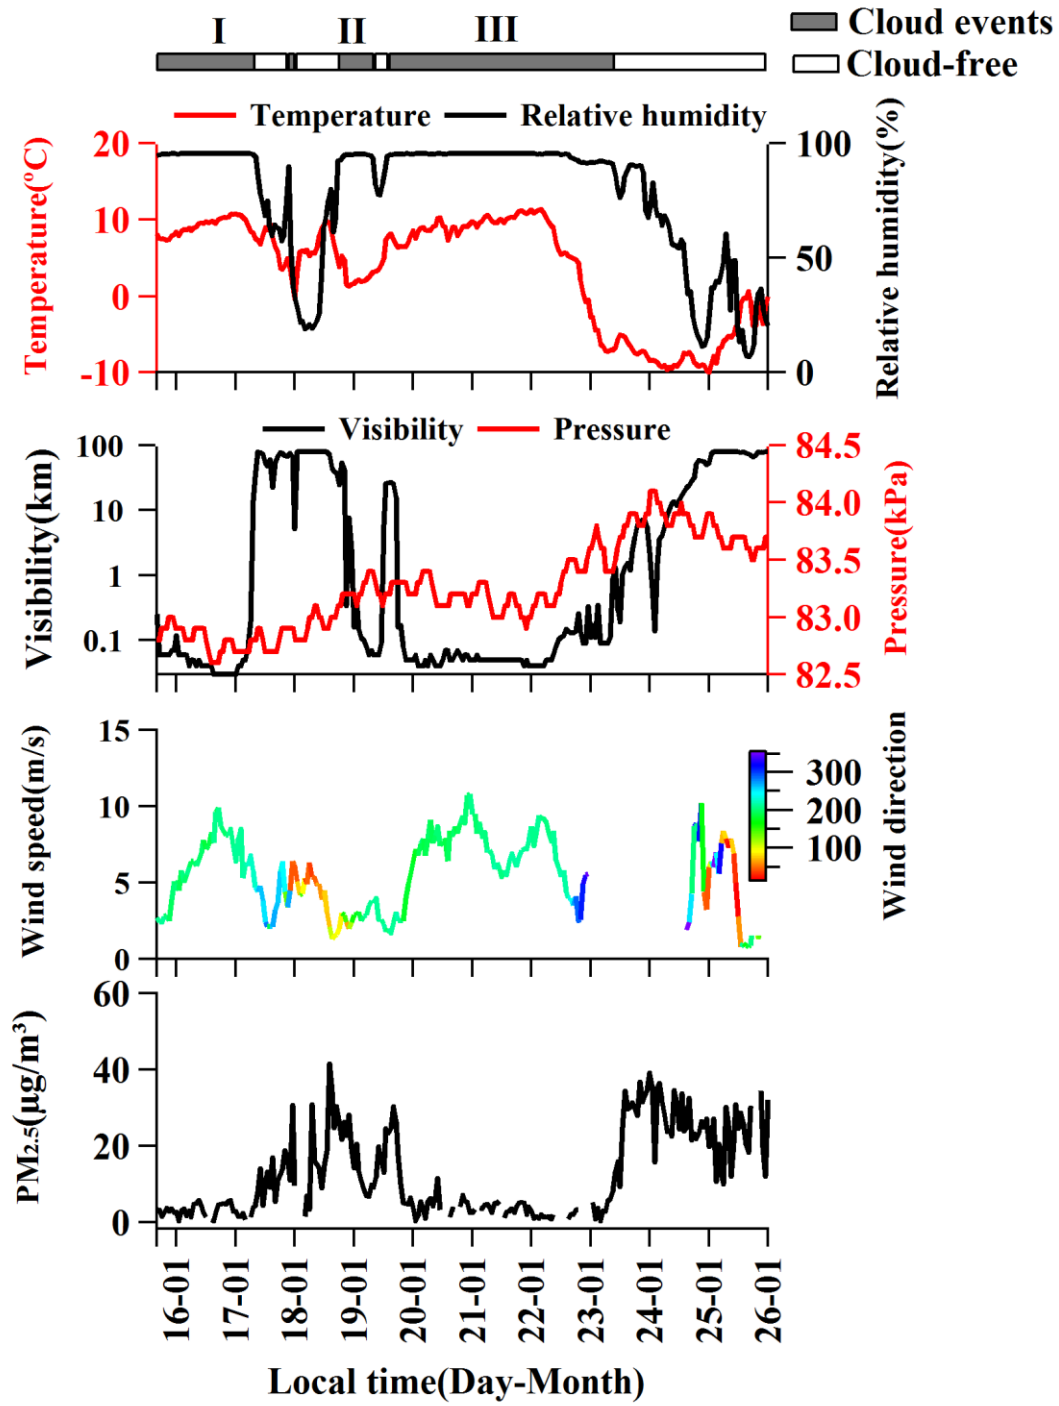 I II III
Cloud events
Cloud-free
Temperature Relative humidity
Temperature(°C)
20
10
0
-10
100
50
0
Relative humidity(%)
Visibility Pressure
Visibility(km)
100
10
1
0.1
84.5
84.0
83.5
83.0
82.5
Pressure(kPa)
Wind speed(m/s)
15
10
5
0
300
200
100
Wind direction
PM2.5(μg/m³)
60
40
20
0
16-01 17-01 18-01 19-01 20-01 21-01 22-01 23-01 24-01 25-01 26-01
Local time(Day-Month)